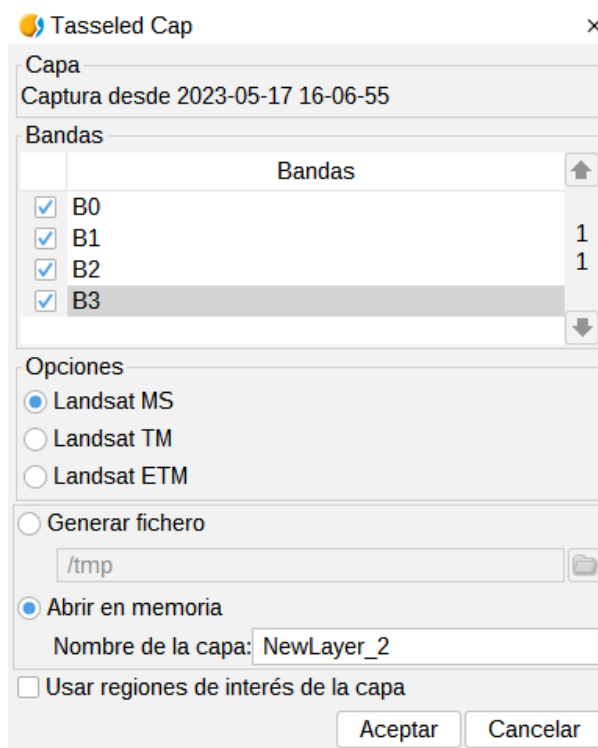 Tasseled Cap
Capa
Captura desde 2023-05-17 16-06-55
Bandas
Bandas
B0
B1
B2
B3
1
1
Opciones
Landsat MS
Landsat TM
Landsat ETM
Generar fichero
/tmp
Abrir en memoria
Nombre de la capa: NewLayer_2
Usar regiones de interés de la capa
Aceptar Cancelar